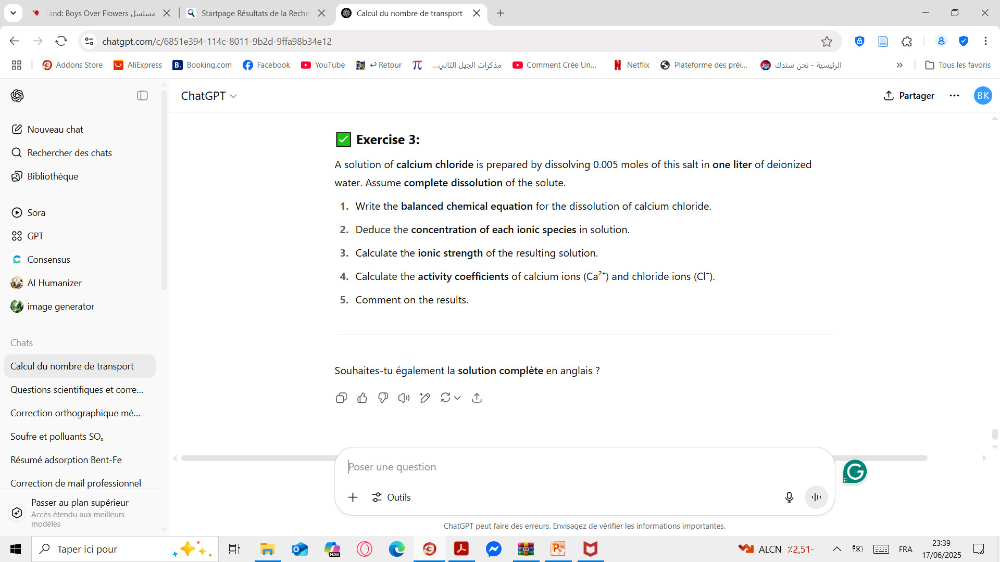 مسلسل land: Boys Over Flowers
Startpage Résultats de la Reche
Calcul du nombre de transport
chatgpt.com/c/6851e394-114c-8011-9b2d-9ffa98b34e12
Addons Store
AliExpress
B.
Booking.com
Facebook
YouTube
↩ Retour
مذكرات الجيل الثاني...
Comment Crée Un...
Netflix
Plateforme des préi...
الرئيسية - نحن سندك
Tous les favoris
ChatGPT
Partager
BK
Nouveau chat
Rechercher des chats
Bibliothèque
Sora
GPT
Consensus
AI Humanizer
image generator
Chats
Calcul du nombre de transport
Questions scientifiques et corre...
Correction orthographique mé...
Soufre et polluants SOₓ
Résumé adsorption Bent-Fe
Correction de mail professionnel
Passer au plan supérieur
Accès étendu aux meilleurs
modèles
✅ Exercise 3:
A solution of calcium chloride is prepared by dissolving 0.005 moles of this salt in one liter of deionized
water. Assume complete dissolution of the solute.
1. Write the balanced chemical equation for the dissolution of calcium chloride.
2. Deduce the concentration of each ionic species in solution.
3. Calculate the ionic strength of the resulting solution.
4. Calculate the activity coefficients of calcium ions (Ca²⁺) and chloride ions (Cl⁻).
5. Comment on the results.
Souhaites-tu également la solution complète en anglais ?
Poser une question
Outils
ChatGPT peut faire des erreurs. Envisagez de vérifier les informations importantes.
Taper ici pour
M365
ALCN ٪2,51-
FRA
23:39
17/06/2025